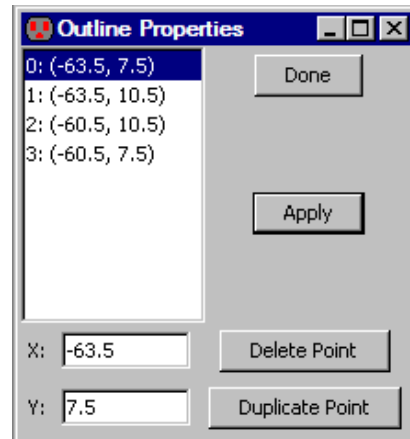 Outline Properties
0: (-63.5, 7.5)
1: (-63.5, 10.5)
2: (-60.5, 10.5)
3: (-60.5, 7.5)
Done
Apply
X: -63.5
Delete Point
Y: 7.5
Duplicate Point